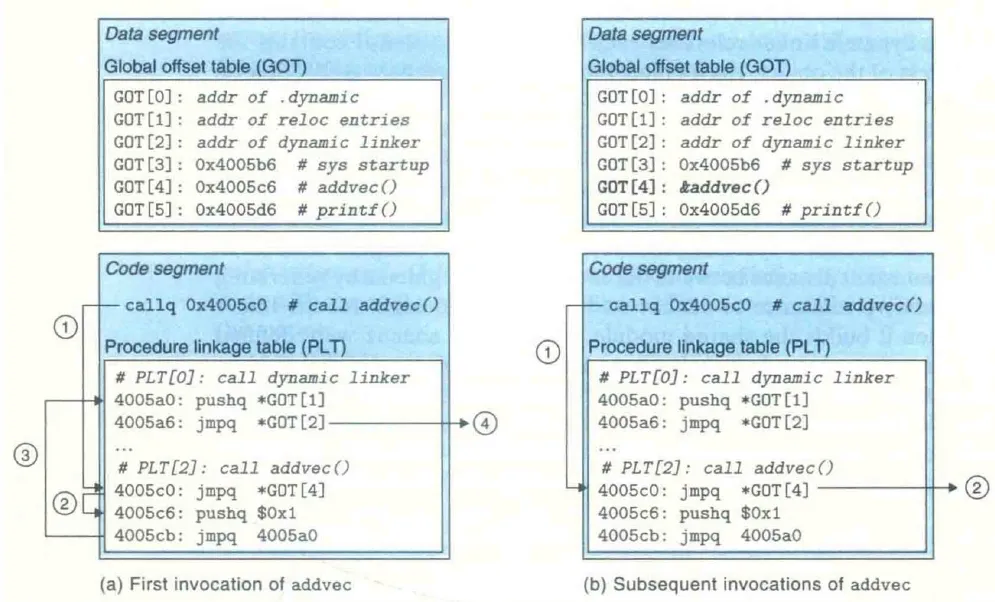 Data segment
Global offset table (GOT)
GOT[0]: addr of .dynamic
GOT[1]: addr of reloc entries
GOT[2]: addr of dynamic linker
GOT[3]: 0x4005b6 # sys startup
GOT[4]: 0x4005c6 # addvec()
GOT[5]: 0x4005d6 # printf()
Code segment
callq 0x4005c0 # call addvec()
Procedure linkage table (PLT)
# PLT[0]: call dynamic linker
4005a0: pushq *GOT[1]
4005a6: jmpq *GOT[2]
...
# PLT[2]: call addvec()
4005c0: jmpq *GOT[4]
4005c6: pushq $0x1
4005cb: jmpq 4005a0
①
②
③
④
(a) First invocation of addvec
Data segment
Global offset table (GOT)
GOT[0]: addr of .dynamic
GOT[1]: addr of reloc entries
GOT[2]: addr of dynamic linker
GOT[3]: 0x4005b6 # sys startup
GOT[4]: &addvec()
GOT[5]: 0x4005d6 # printf()
Code segment
callq 0x4005c0 # call addvec()
Procedure linkage table (PLT)
# PLT[0]: call dynamic linker
4005a0: pushq *GOT[1]
4005a6: jmpq *GOT[2]
...
# PLT[2]: call addvec()
4005c0: jmpq *GOT[4]
4005c6: pushq $0x1
4005cb: jmpq 4005a0
①
②
(b) Subsequent invocations of addvec